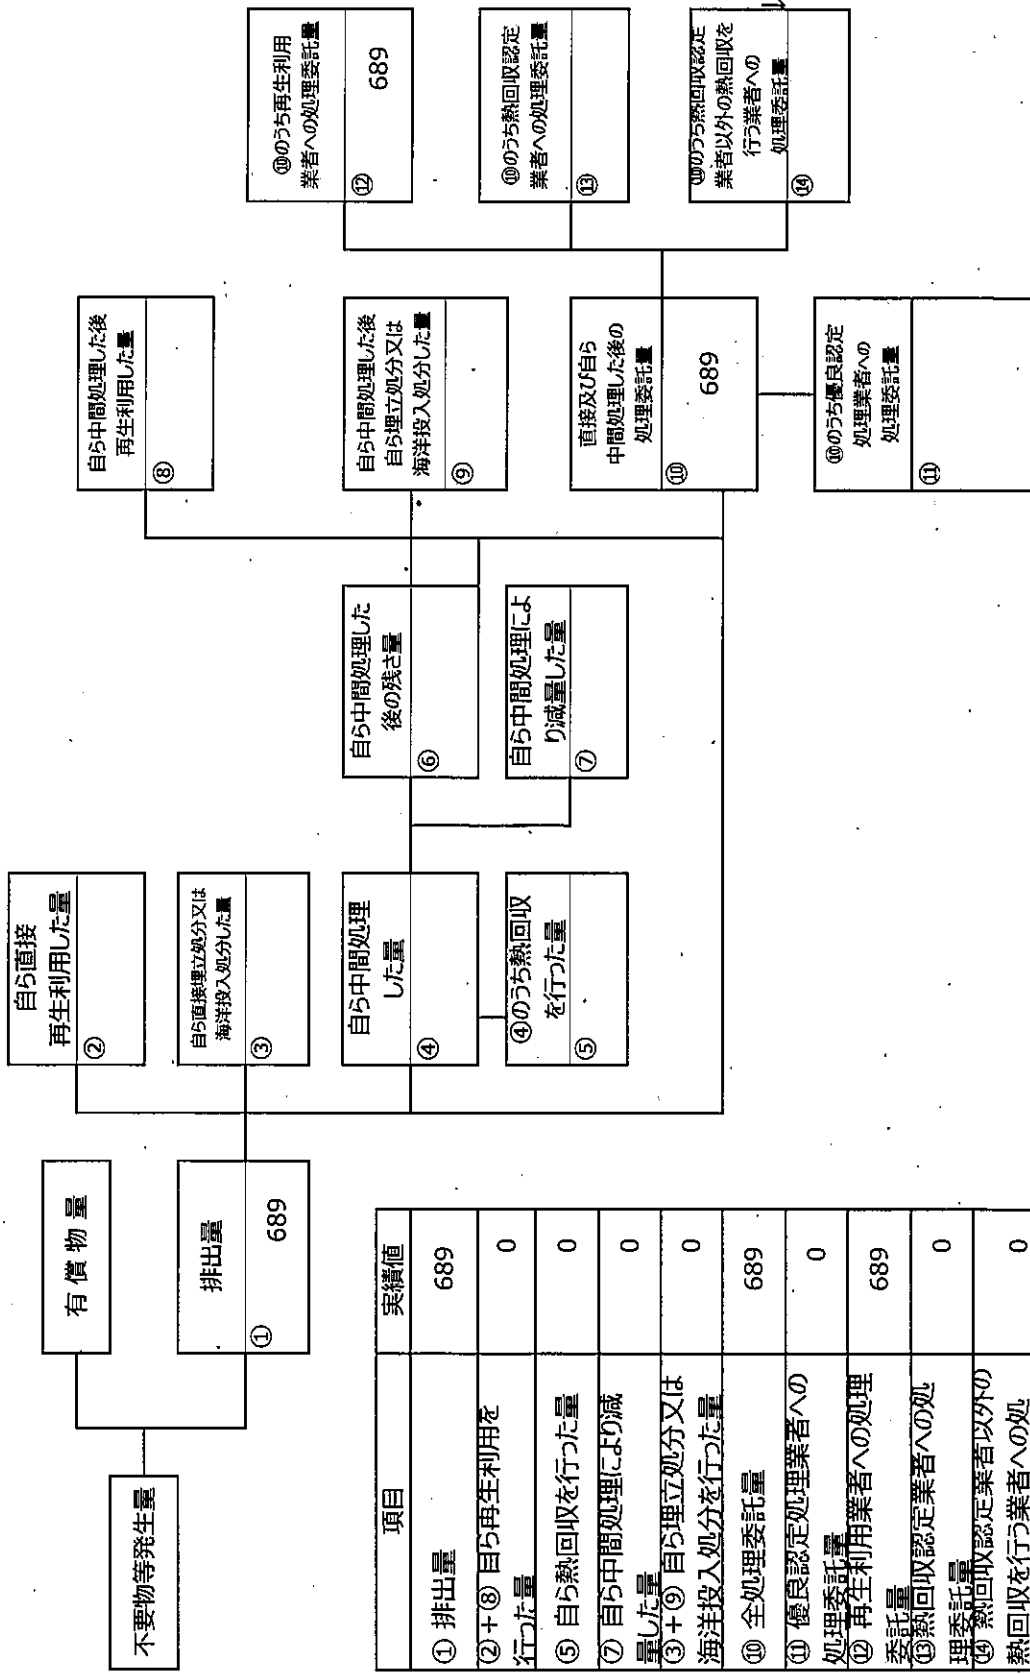 不要物等発生量
有 償 物 量
排出量
①
689
自ら直接
再生利用した量
②
自ら直接埋立処分又は
海洋投入処分した量
③
自ら中間処理
した量
④
④のうち熱回収
を行った量
⑤
自ら中間処理した
後の残さ量
⑥
自ら中間処理によ
り減量した量
⑦
自ら中間処理した後
再生利用した量
⑧
自ら中間処理した後
自ら埋立処分又は
海洋投入処分した量
⑨
直接及び自ら
中間処理した後の
処理委託量
⑩
689
⑩のうち優良認定
処理業者への
処理委託量
⑪
⑩のうち再生利用
業者への処理委託量
⑫
689
⑩のうち熱回収認定
業者への処理委託量
⑬
⑩のうち熱回収認定
業者以外の熱回収を
行う業者への
処理委託量
⑭
項目 実績値
① 排出量 689
②+⑧ 自ら再生利用を
行った量 0
⑤ 自ら熱回収を行った量 0
⑦ 自ら中間処理により減
量した量 0
③+⑨ 自ら埋立処分又は
海洋投入処分を行った量 0
⑩ 全処理委託量 689
⑪ 優良認定処理業者への
処理委託量 0
⑫ 再生利用業者への処理
委託量 689
⑬熱回収認定業者への処
理委託量 0
⑭ 熱回収認定業者以外の
熱回収を行う業者への処 0